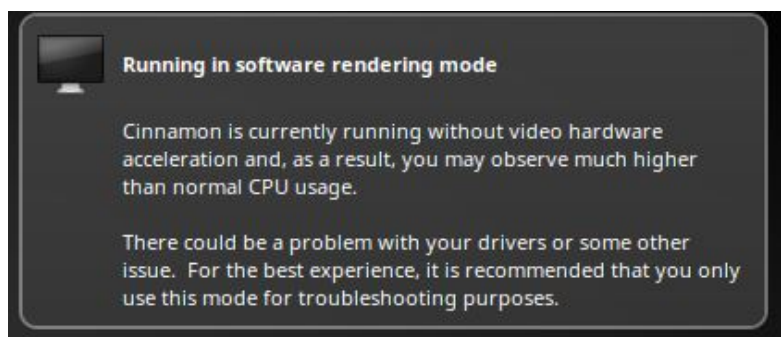 Running in software rendering mode
Cinnamon is currently running without video hardware
acceleration and, as a result, you may observe much higher
than normal CPU usage.
There could be a problem with your drivers or some other
issue.  For the best experience, it is recommended that you only
use this mode for troubleshooting purposes.